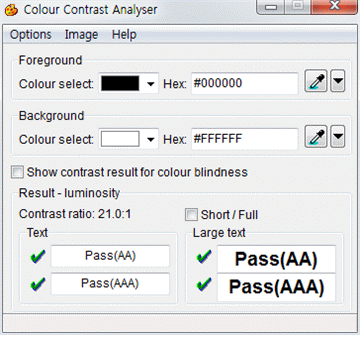 Colour Contrast Analyser
Options Image Help
Foreground
Colour select: Hex: #000000
Background
Colour select: Hex: #FFFFFF
Show contrast result for colour blindness
Result - luminosity
Contrast ratio: 21.0:1 Short / Full
Text Large text
Pass(AA) Pass(AA)
Pass(AAA) Pass(AAA)